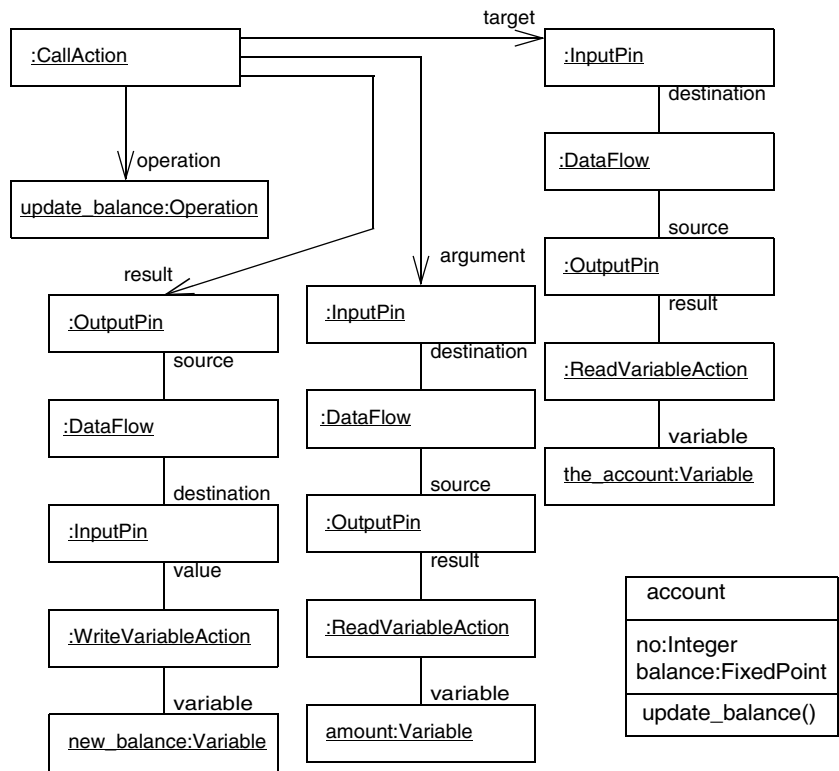 target
:CallAction
:InputPin
destination
operation
update_balance:Operation
:DataFlow
source
:OutputPin
result
:ReadVariableAction
variable
the_account:Variable
result
:OutputPin
source
:DataFlow
destination
:InputPin
value
:WriteVariableAction
variable
new_balance:Variable
argument
:InputPin
destination
:DataFlow
source
:OutputPin
result
:ReadVariableAction
variable
amount:Variable
account
no:Integer
balance:FixedPoint
update_balance()